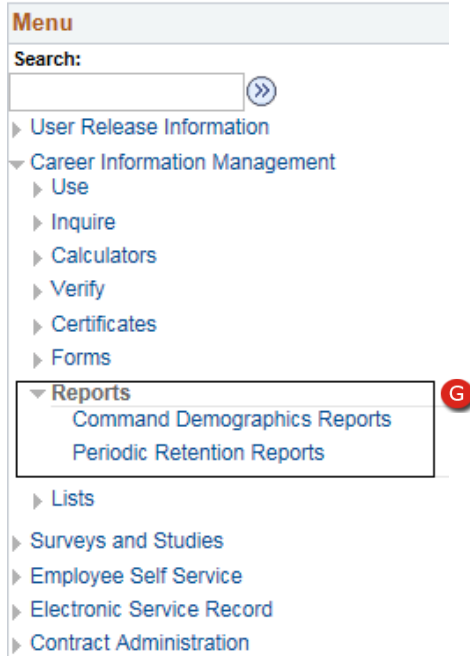 Menu
Search:
User Release Information
Career Information Management
Use
Inquire
Calculators
Verify
Certificates
Forms
Reports
G
Command Demographics Reports
Periodic Retention Reports
Lists
Surveys and Studies
Employee Self Service
Electronic Service Record
Contract Administration